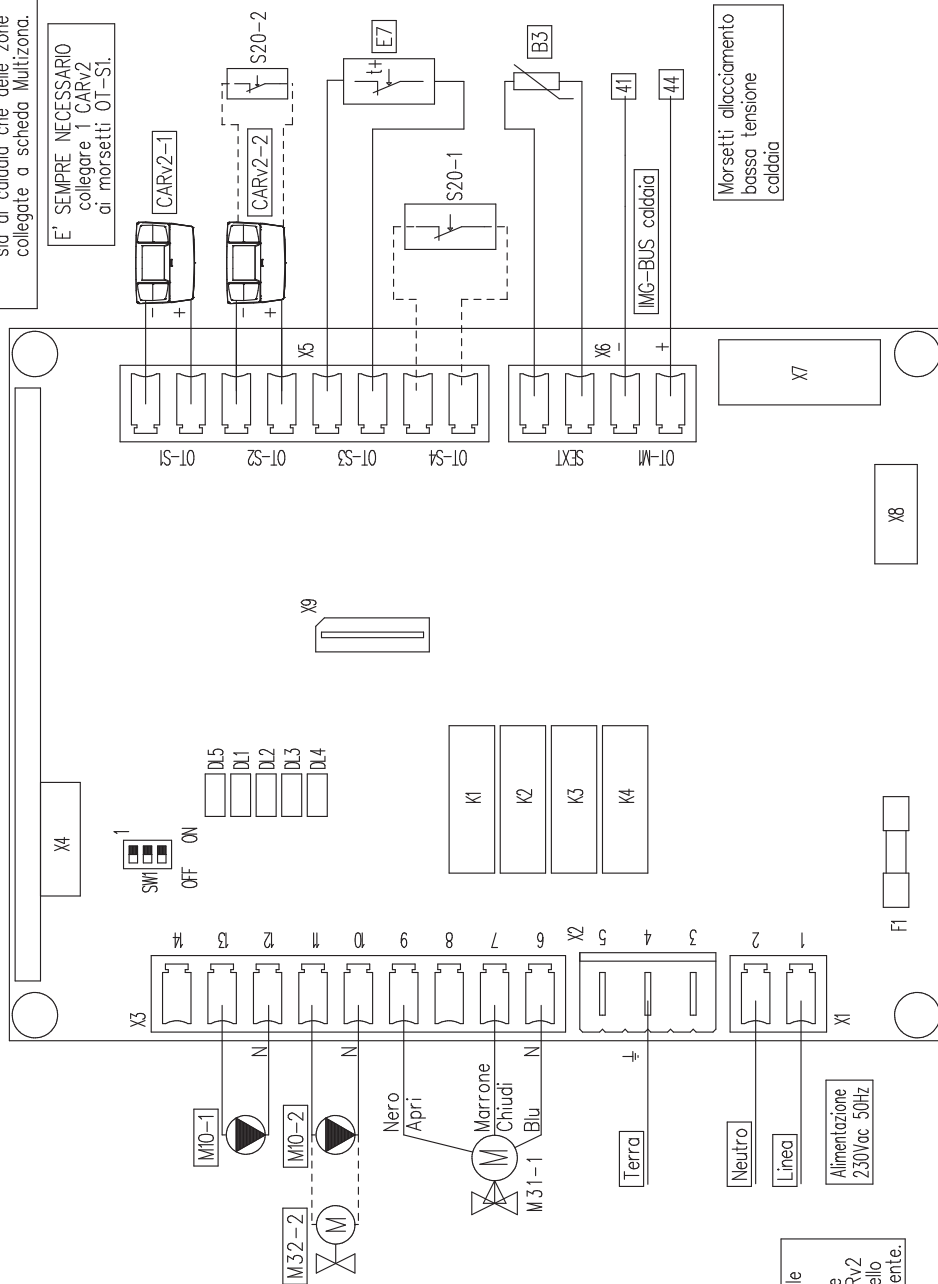 sia di caldaia che delle zone
collegate a scheda Multizona.
E' SEMPRE NECESSARIO
collegare 1 CARv2
ai morsetti OT-S1.
CARv2-1
CARv2-2
S20-2
E7
t+
S20-1
B3
IMG-BUS caldaia
41
44
Morsetti allacciamento
bassa tensione
caldaia
-
+
-
+
X5
X6
-
+
OT-S1
OT-S2
OT-S3
OT-S4
SEXT
OT-M1
X7
X8
X9
X4
SW1
1
OFF
ON
DL5
DL1
DL2
DL3
DL4
K1
K2
K3
K4
F1
X3
14
13
12
11
10
9
8
7
6
X2
5
4
3
2
1
X1
M10-1
N
M10-2
N
M32-2
M
Nero
Apri
Marrone
Chiudi
Blu
N
M
M31-1
Terra
Neutro
Linea
Alimentazione
230Vac 50Hz
ente.